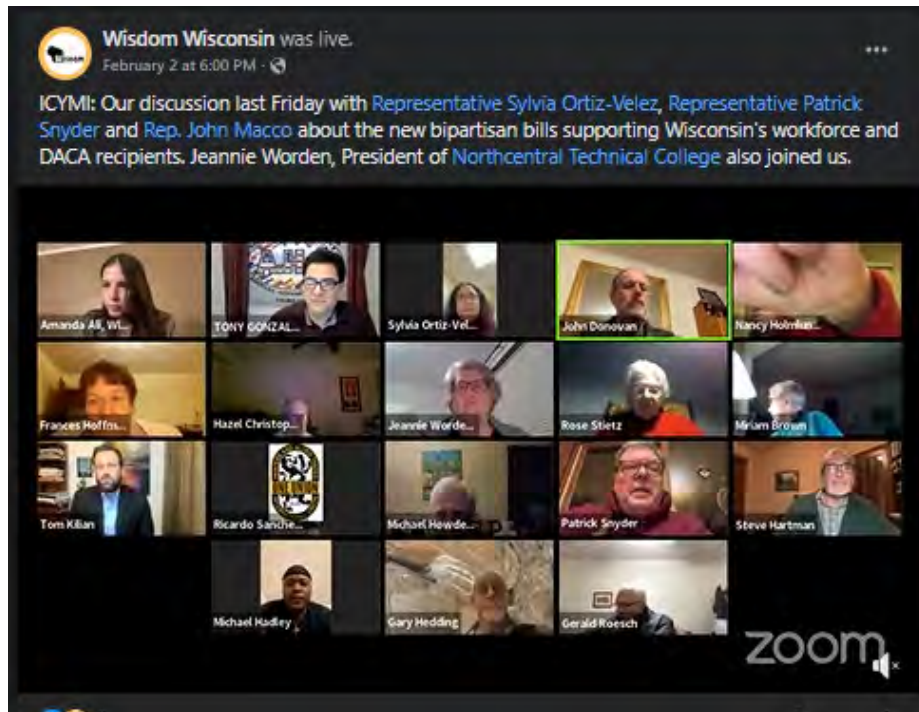 Wisdom Wisconsin was live.
February 2 at 6:00 PM ·
ICYMI: Our discussion last Friday with Representative Sylvia Ortiz-Velez, Representative Patrick
Snyder and Rep. John Macco about the new bipartisan bills supporting Wisconsin's workforce and
DACA recipients. Jeannie Worden, President of Northcentral Technical College also joined us.
Amanda Ali, Wi...
TONY GONZAL...
Sylvia Ortiz-Vel...
John Donovan
Nancy Holmlun...
Frances Hoffm...
Hazel Christop...
Jeannie Worde...
Rose Stietz
Miriam Brown
Tom Kilian
Ricardo Sanche...
Michael Howde...
Patrick Snyder
Steve Hartman
Michael Hadley
Gary Hedding
Gerald Roesch
zoom